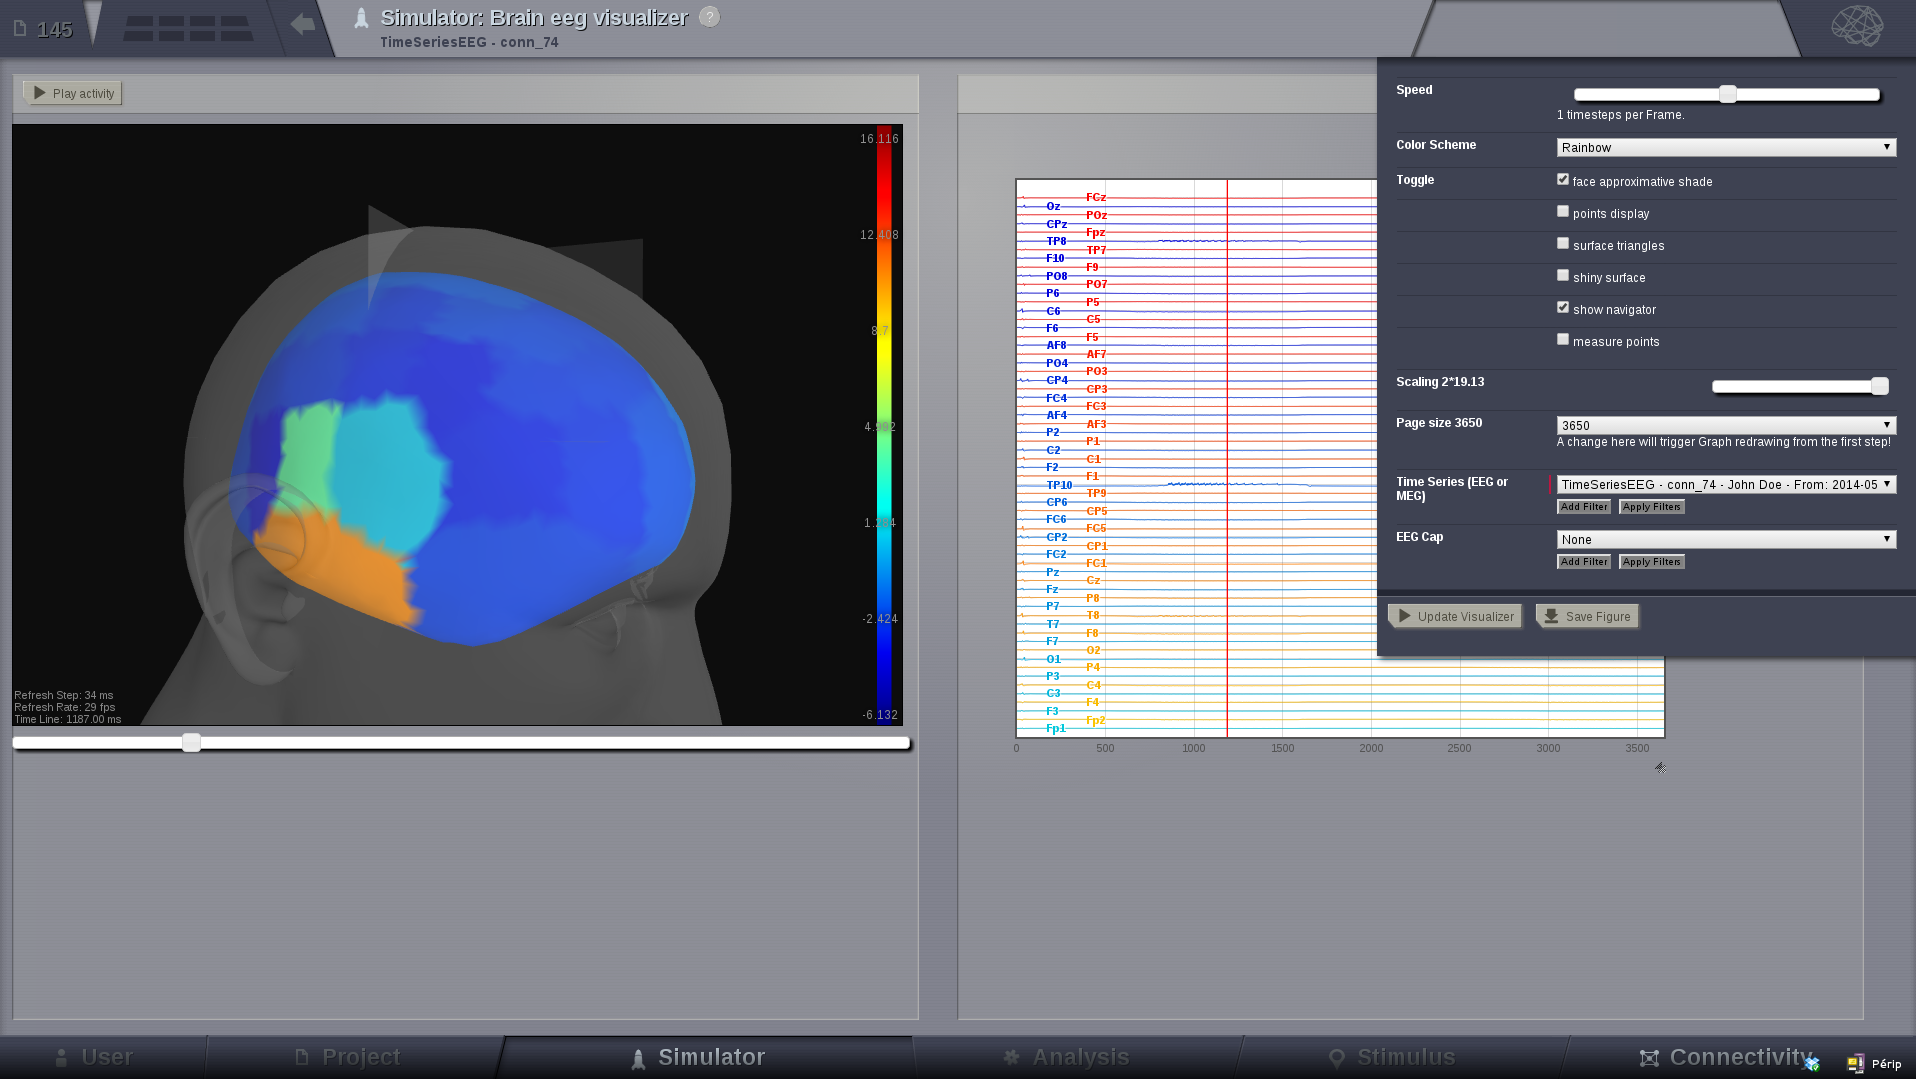 145
Simulator: Brain eeg visualizer ?
TimeSeriesEEG - conn_74
Play activity
16.116
12.408
8.7
4.992
1.284
-2.424
-6.132
Refresh Step: 34 ms
Refresh Rate: 29 fps
Time Line: 1187.00 ms
FCz
Oz
POz
CPz
Fpz
TP8
TP7
F10
F9
PO8
PO7
P6
P5
C6
C5
F6
F5
AF8
AF7
PO4
PO3
CP4
CP3
FC4
FC3
AF4
AF3
P2
P1
C2
C1
F2
F1
TP10
TP9
CP6
CP5
FC6
FC5
CP2
CP1
FC2
FC1
Pz
Cz
Fz
P8
P7
T8
T7
F8
F7
O2
O1
P4
P3
C4
C3
F4
F3
Fp2
Fp1
0 500 1000 1500 2000 2500 3000 3500
Speed
1 timesteps per Frame.
Color Scheme Rainbow
Toggle face approximative shade
points display
surface triangles
shiny surface
show navigator
measure points
Scaling 2*19.13
Page size 3650 3650
A change here will trigger Graph redrawing from the first step!
Time Series (EEG or MEG) TimeSeriesEEG - conn_74 - John Doe - From: 2014-05
Add Filter Apply Filters
EEG Cap None
Add Filter Apply Filters
Update Visualizer Save Figure
User Project Simulator Analysis Stimulus Connectivity
Périp